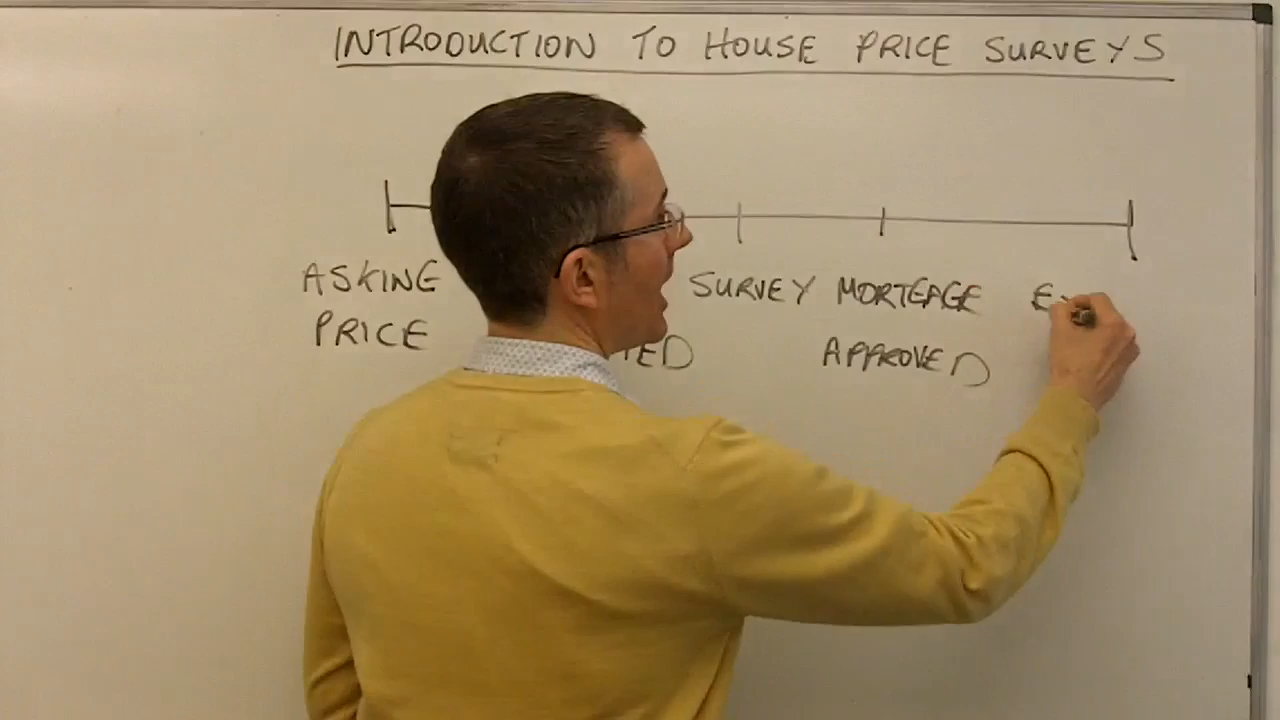 INTRODUCTION TO HOUSE PRICE SURVEYS
ASKING SURVEY MORTGAGE
PRICE APPROVED